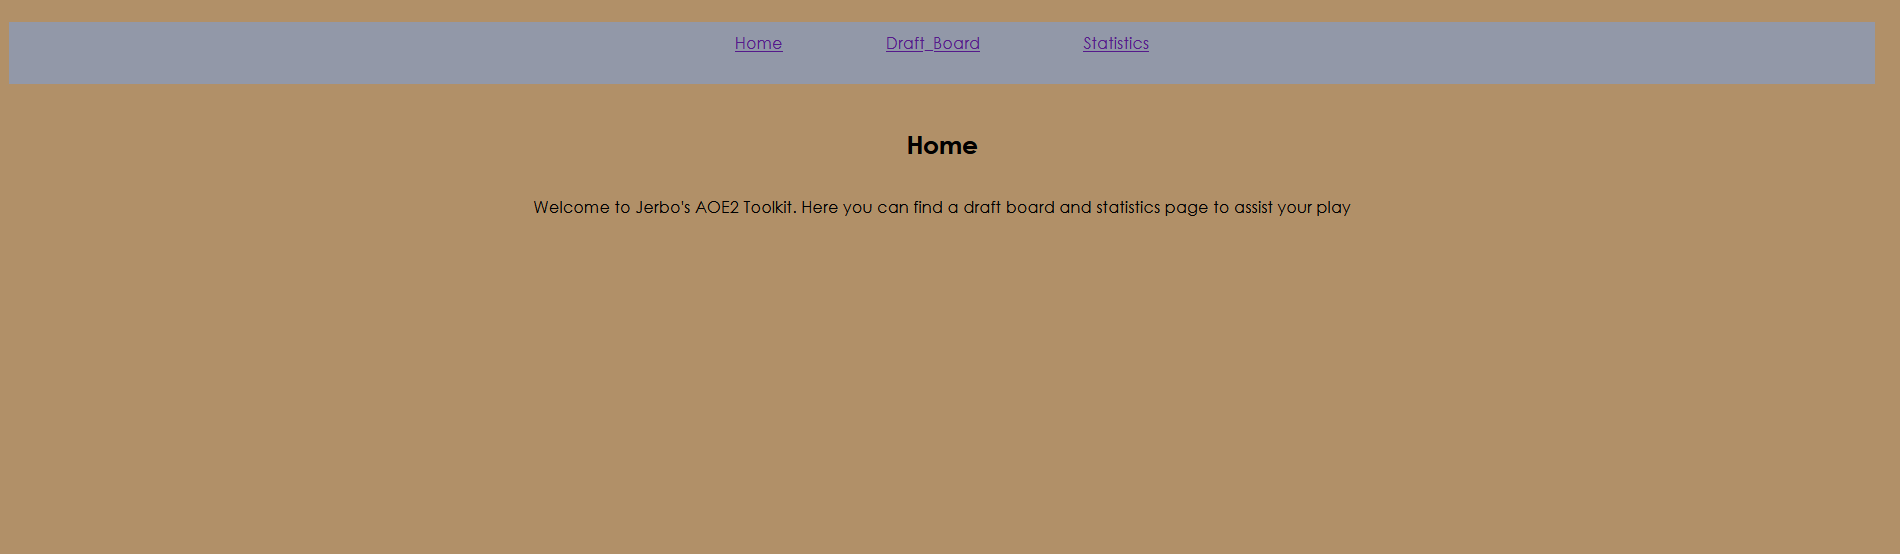 Home Draft_Board Statistics
Home
Welcome to Jerbo's AOE2 Toolkit. Here you can find a draft board and statistics page to assist your play